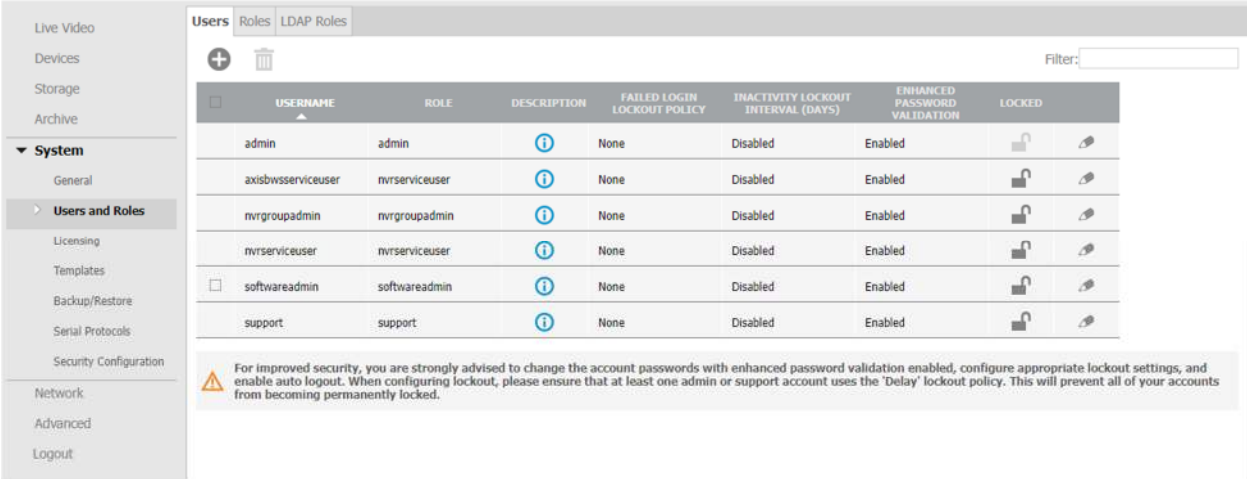 Live Video
Devices
Storage
Archive
System
General
Users and Roles
Licensing
Templates
Backup/Restore
Serial Protocols
Security Configuration
Network
Advanced
Logout
Users Roles LDAP Roles
Filter:
USERNAME ROLE DESCRIPTION FAILED LOGIN LOCKOUT POLICY INACTIVITY LOCKOUT INTERVAL (DAYS) ENHANCED PASSWORD VALIDATION LOCKED
admin admin None Disabled Enabled
axisbwsserviceuser nvrserviceuser None Disabled Enabled
nvrgroupadmin nvrgroupadmin None Disabled Enabled
nvrserviceuser nvrserviceuser None Disabled Enabled
softwareadmin softwareadmin None Disabled Enabled
support support None Disabled Enabled
For improved security, you are strongly advised to change the account passwords with enhanced password validation enabled, configure appropriate lockout settings, and
enable auto logout. When configuring lockout, please ensure that at least one admin or support account uses the 'Delay' lockout policy. This will prevent all of your accounts
from becoming permanently locked.